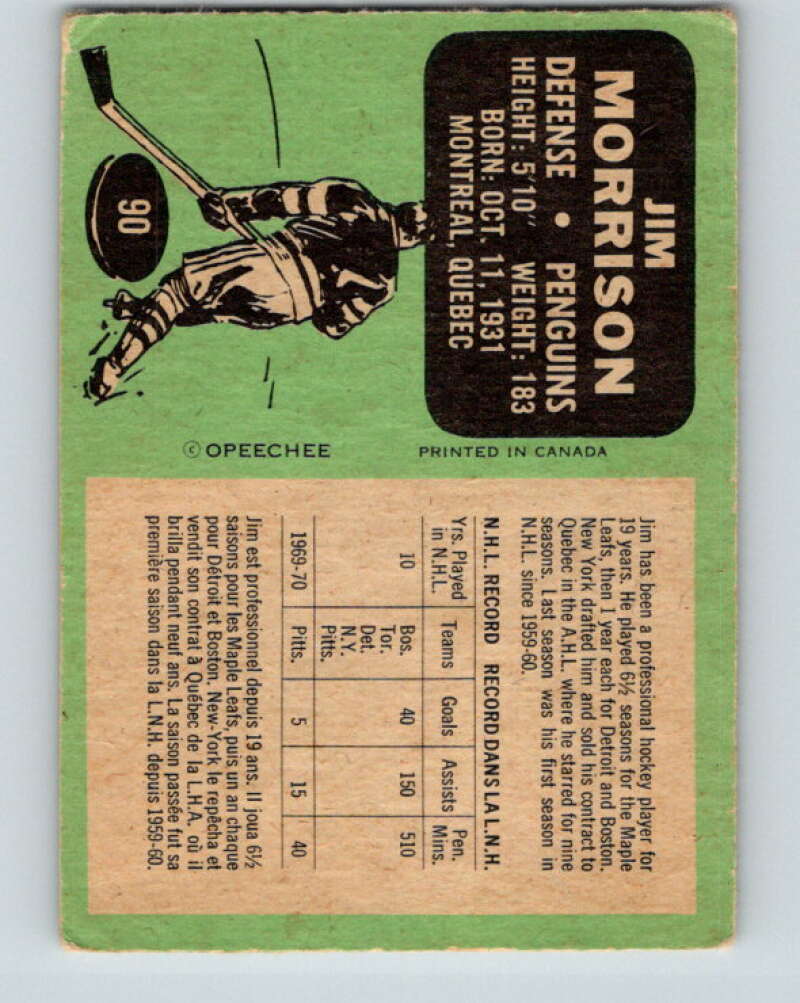 JIM
MORRISON
DEFENSE • PENGUINS
HEIGHT: 5'10" WEIGHT: 183
BORN: OCT. 11, 1931
MONTREAL, QUEBEC
90
© OPEECHEE
PRINTED IN CANADA
Jim has been a professional hockey player for
19 years. He played 6½ seasons for the Maple
Leafs, then 1 year each for Detroit and Boston.
New York drafted him and sold his contract to
Quebec in the A.H.L. where he starred for nine
seasons. Last season was his first season in
N.H.L. since 1959-60.
N.H.L. RECORD RECORD DANS LA L.N.H.
Yrs. Played in N.H.L. Teams Goals Assists Pen. Mins.
10 Bos. 40 150 510
Tor.
Det.
N.Y.
Pitts.
1969-70 Pitts. 5 15 40
Jim est professionnel depuis 19 ans. Il joua 6½
saisons pour les Maple Leafs, puis un an chaque
pour Détroit et Boston. New-York le repêcha et
vendit son contrat à Québec de la L.H.A. où il
brilla pendant neuf ans. La saison passée fut sa
première saison dans la L.N.H. depuis 1959-60.